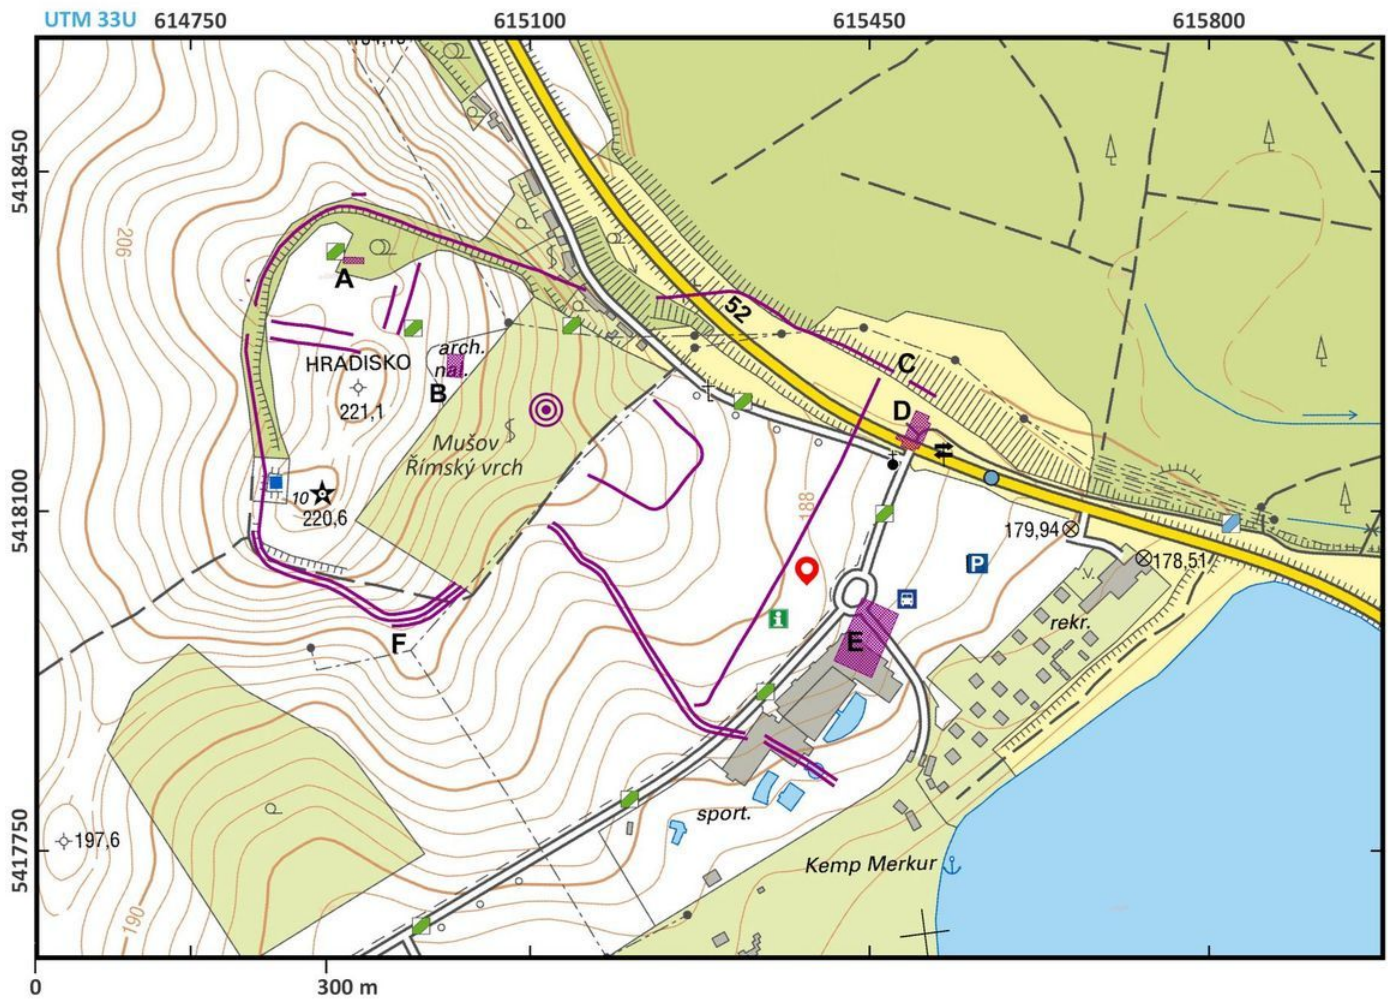 UTM 33U 614750 615100 615450 615800
5418450
206
52
A
HRADISKO
arch.
nal.
B
221,1
C
D
Mušov
Římský vrch
10
220,6
188
5418100
179,94
178,51
P
i
rekr.
F
E
5417750
197,6
sport.
Kemp Merkur
190
0 300 m